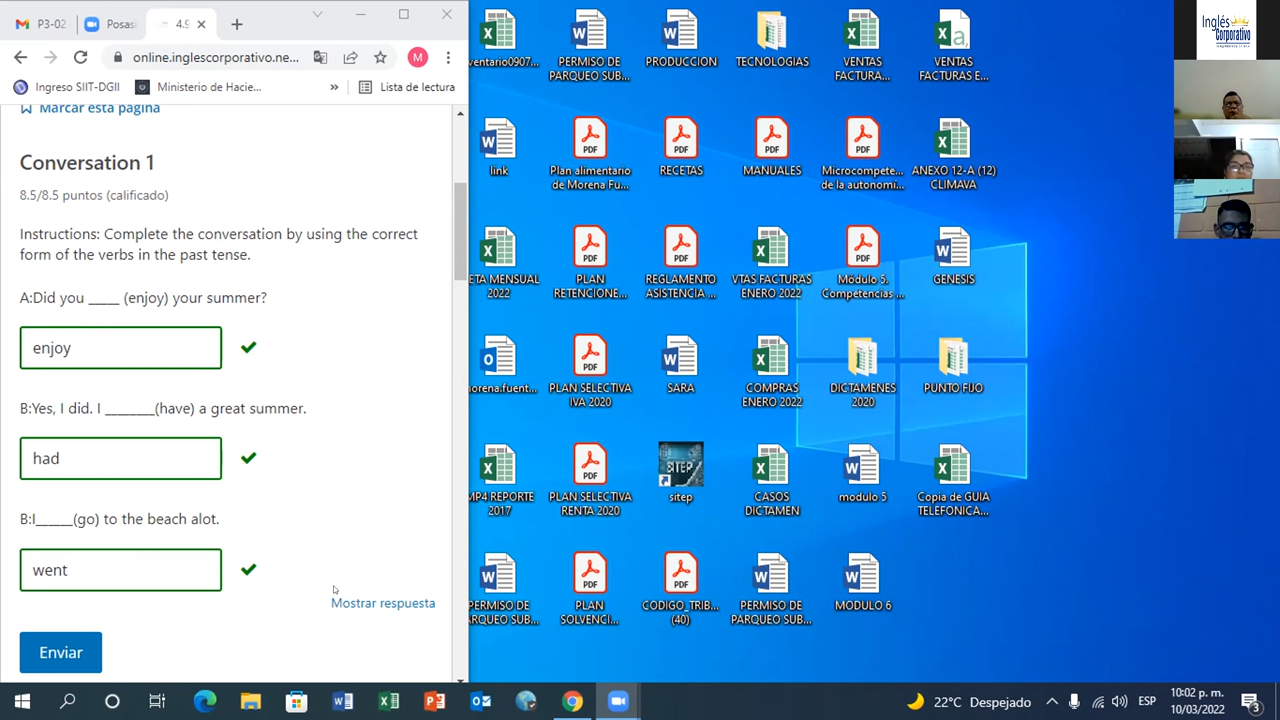 P3-02
Posas
4.9
online.inglescorporativo.ne...
M
Ingreso SIIT-DGII
Ministerio de Hacie...
»
Lista de lectura
Marcar esta página
Conversation 1
8.5/8.5 puntos (calificado)
Instructions: Complete the conversation by using the correct
form of the verbs in the past tense.
A:Did you _____ (enjoy) your summer?
enjoy
B:Yes, I did. I ________(have) a great summer.
had
B:I______(go) to the beach alot.
went
Mostrar respuesta
Enviar
ventario0907...
PERMISO DE
PARQUEO SUB...
PRODUCCION
TECNOLOGIAS
VENTAS
FACTURA...
VENTAS
FACTURAS E...
link
Plan alimentario
de Morena Fu...
RECETAS
MANUALES
Microcompete...
de la autonomi...
ANEXO 12-A (12)
CLIMAVA
ETA MENSUAL
2022
PLAN
RETENCIONE...
REGLAMENTO
ASISTENCIA ...
VTAS FACTURAS
ENERO 2022
Modulo 5.
Competencias ...
GENESIS
morena.fuent...
PLAN SELECTIVA
IVA 2020
SARA
COMPRAS
ENERO 2022
DICTAMENES
2020
PUNTO FIJO
MP4 REPORTE
2017
PLAN SELECTIVA
RENTA 2020
SITEP
sitep
CASOS
DICTAMEN
modulo 5
Copia de GUIA
TELEFONICA...
PERMISO DE
PARQUEO SUB...
PLAN
SOLVENCI...
CODIGO_TRIB...
(40)
PERMISO DE
PARQUEO SUB...
MODULO 6
Inglés
Corporativo
22°C Despejado
ESP
10:02 p. m.
10/03/2022
3